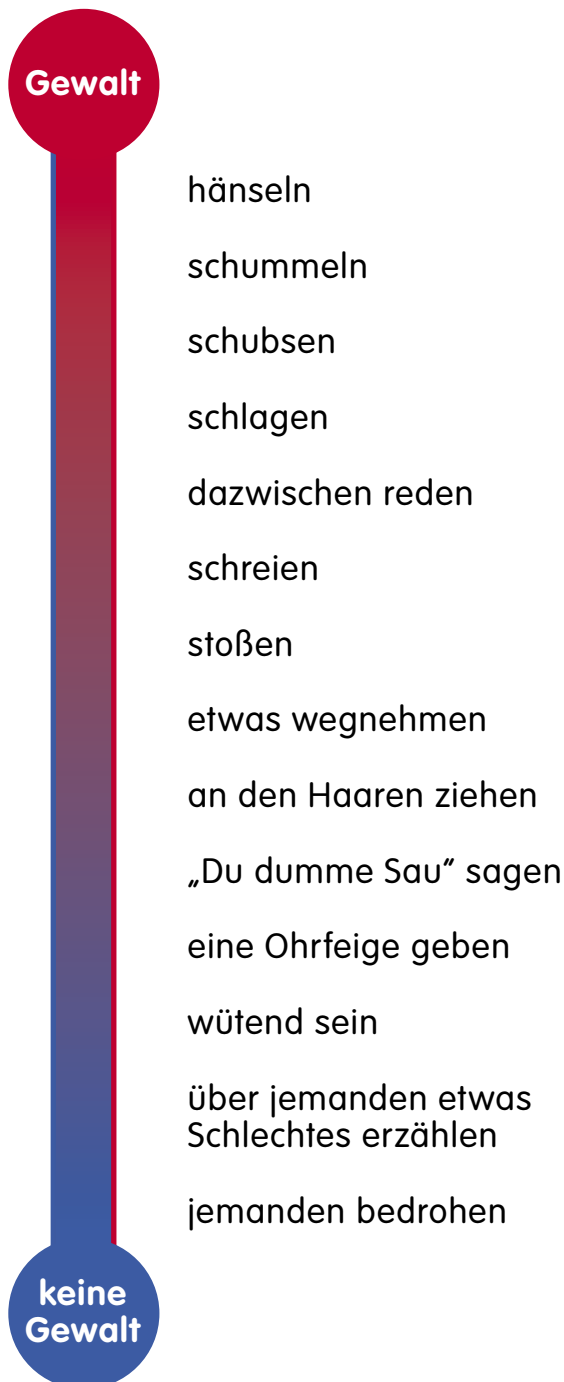 Gewalt
hänseln
schummeln
schubsen
schlagen
dazwischen reden
schreien
stoßen
etwas wegnehmen
an den Haaren ziehen
„Du dumme Sau“ sagen
eine Ohrfeige geben
wütend sein
über jemanden etwas
Schlechtes erzählen
jemanden bedrohen
keine
Gewalt